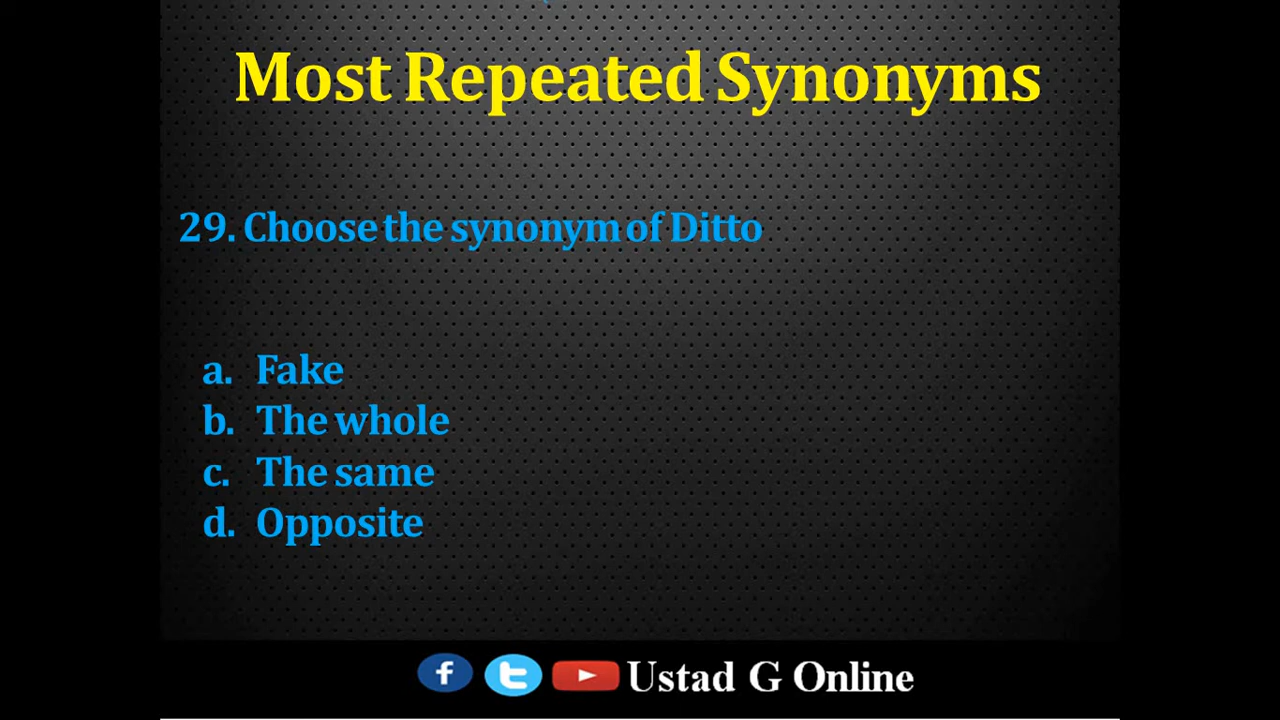 Most Repeated Synonyms
29. Choose the synonym of Ditto
a. Fake
b. The whole
c. The same
d. Opposite
Ustad G Online